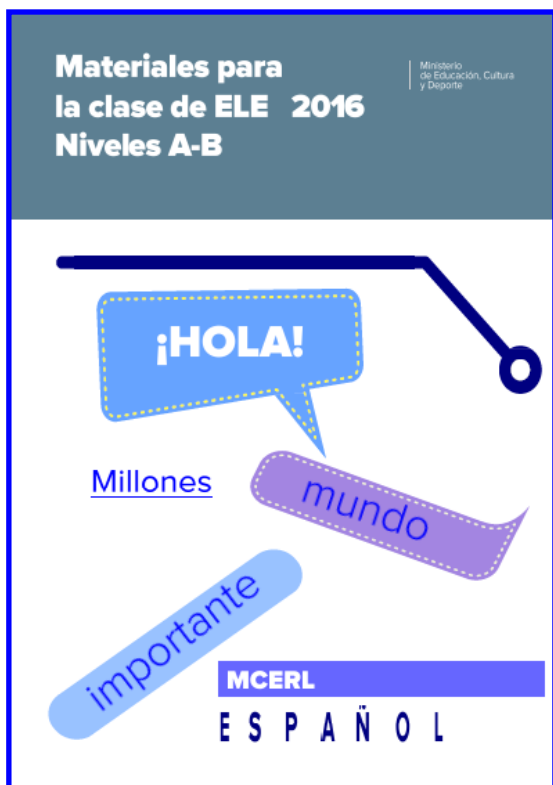 Materiales para
la clase de ELE 2016
Niveles A-B
Ministerio
de Educación, Cultura
y Deporte
¡HOLA!
Millones
mundo
importante
MCERL
ESPAÑOL